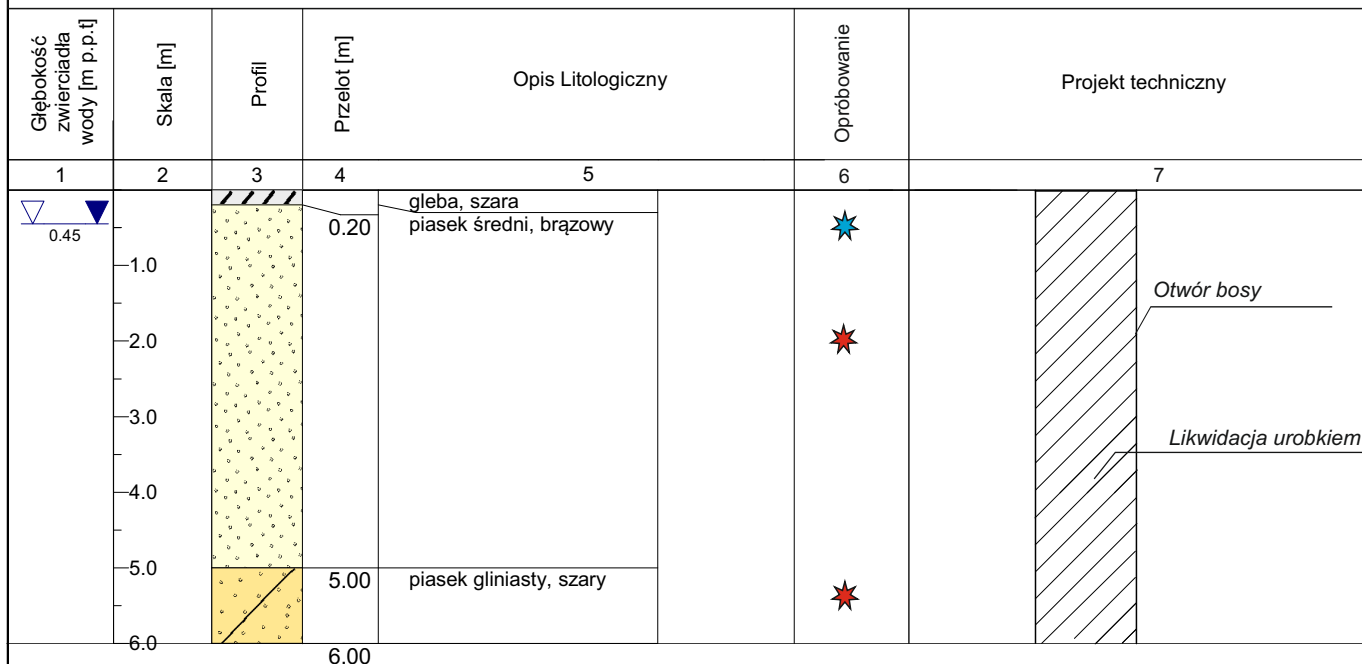 Głębokość
zwierciadła
wody [m p.p.t]
Skala [m]
Profil
Przelot [m]
Opis Litologiczny
Opróbowanie
Projekt techniczny
1
2
3
4
5
6
7
gleba, szara
0.20
piasek średni, brązowy
0.45
1.0
Otwór bosy
2.0
3.0
Likwidacja urobkiem
4.0
5.0
5.00
piasek gliniasty, szary
6.0
6.00